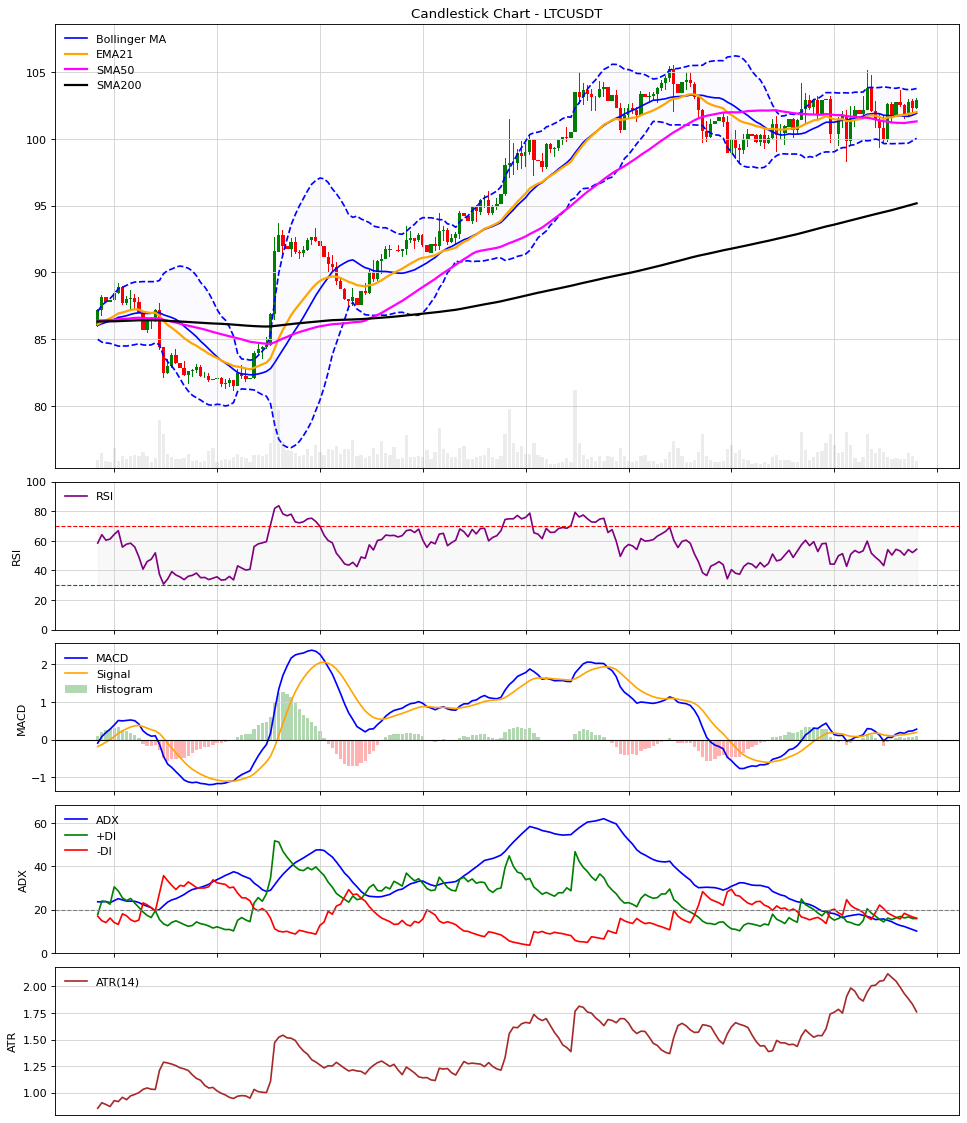 Candlestick Chart - LTCUSDT
Bollinger MA
EMA21
SMA50
SMA200
105
100
95
90
85
80
RSI
100
80
60
40
20
0
RSI
MACD
Signal
Histogram
2
1
0
−1
MACD
ADX
+DI
-DI
60
40
20
0
ADX
ATR(14)
2.00
1.75
1.50
1.25
1.00
ATR